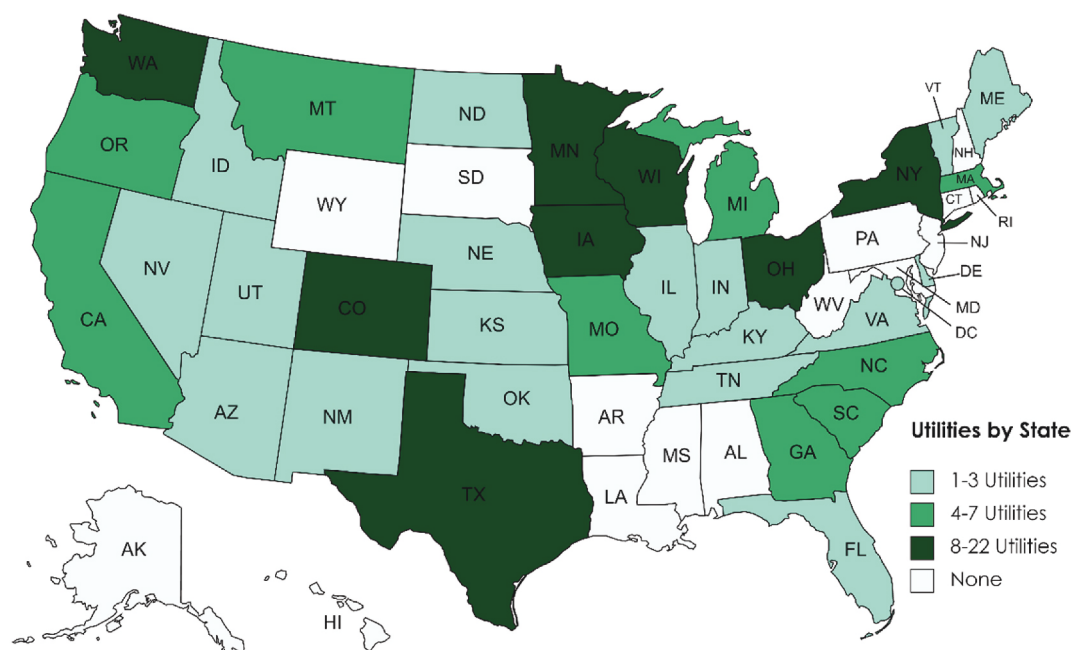 WA
MT
ND
MN
VT
ME
OR
ID
SD
WI
NY
NH
MA
WY
MI
CT
RI
IA
PA
NJ
NV
NE
OH
DE
UT
IL
IN
WV
MD
CO
CA
KS
MO
KY
VA
DC
TN
NC
AZ
NM
OK
AR
SC
MS
AL
GA
TX
LA
FL
AK
HI
Utilities by State
1-3 Utilities
4-7 Utilities
8-22 Utilities
None